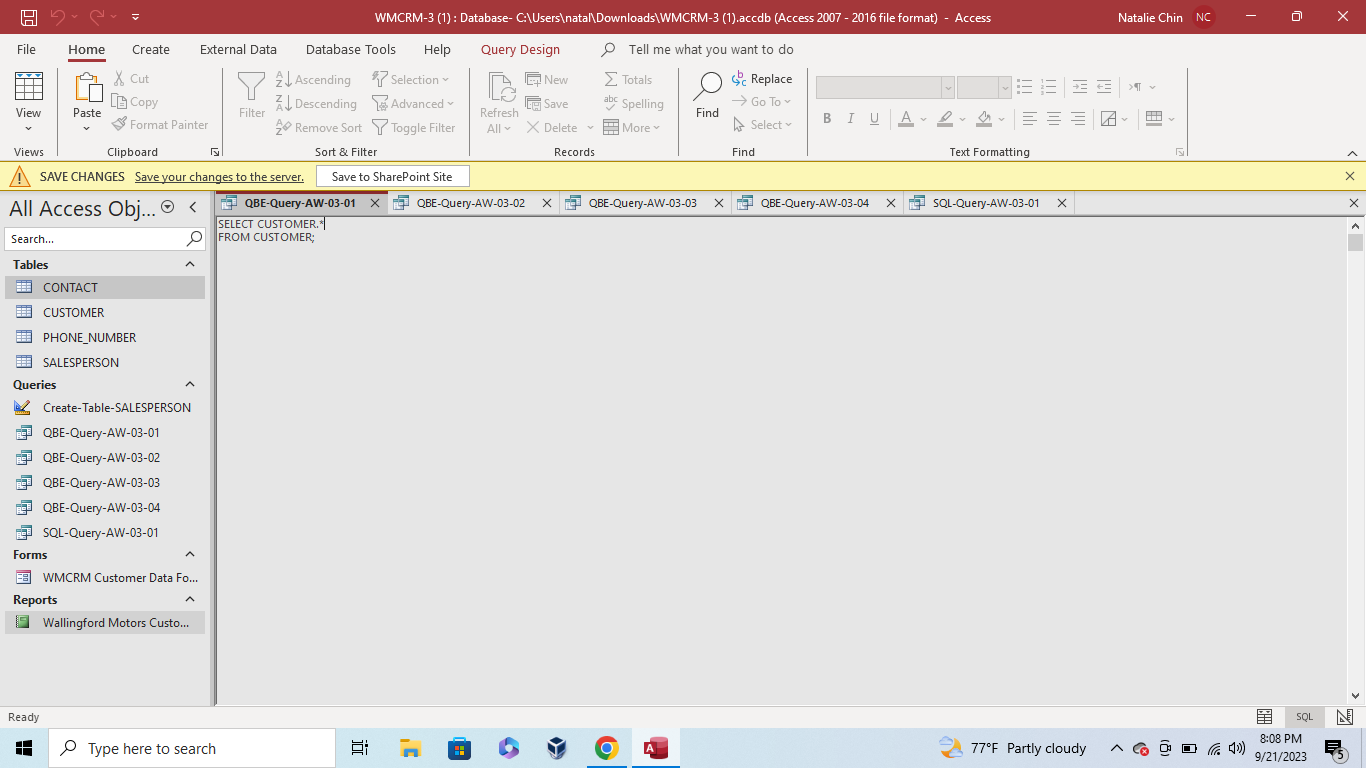 WMCRM-3 (1) : Database- C:\Users\natal\Downloads\WMCRM-3 (1).accdb (Access 2007 - 2016 file format) - Access
Natalie Chin NC
File Home Create External Data Database Tools Help Query Design Tell me what you want to do
View
Views
Paste
Cut
Copy
Format Painter
Clipboard
Filter
Ascending
Descending
Remove Sort
Selection
Advanced
Toggle Filter
Sort & Filter
Refresh
All
New
Save
Delete
Totals
Spelling
More
Records
Find
Replace
Go To
Select
Find
B I U A
Text Formatting
SAVE CHANGES Save your changes to the server. Save to SharePoint Site
All Access Obj...
Search...
Tables
CONTACT
CUSTOMER
PHONE_NUMBER
SALESPERSON
Queries
Create-Table-SALESPERSON
QBE-Query-AW-03-01
QBE-Query-AW-03-02
QBE-Query-AW-03-03
QBE-Query-AW-03-04
SQL-Query-AW-03-01
Forms
WMCRM Customer Data Fo...
Reports
Wallingford Motors Custo...
QBE-Query-AW-03-01 QBE-Query-AW-03-02 QBE-Query-AW-03-03 QBE-Query-AW-03-04 SQL-Query-AW-03-01
SELECT CUSTOMER.*
FROM CUSTOMER;
Ready
SQL
Type here to search
77°F Partly cloudy
8:08 PM
9/21/2023
5